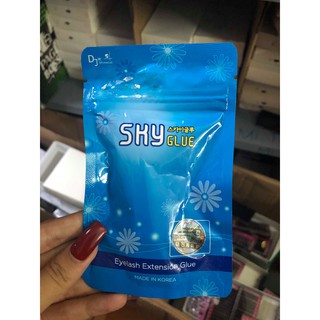 SKY
스카이글루
GLUE
Eyelash Extension Glue
MADE IN KOREA